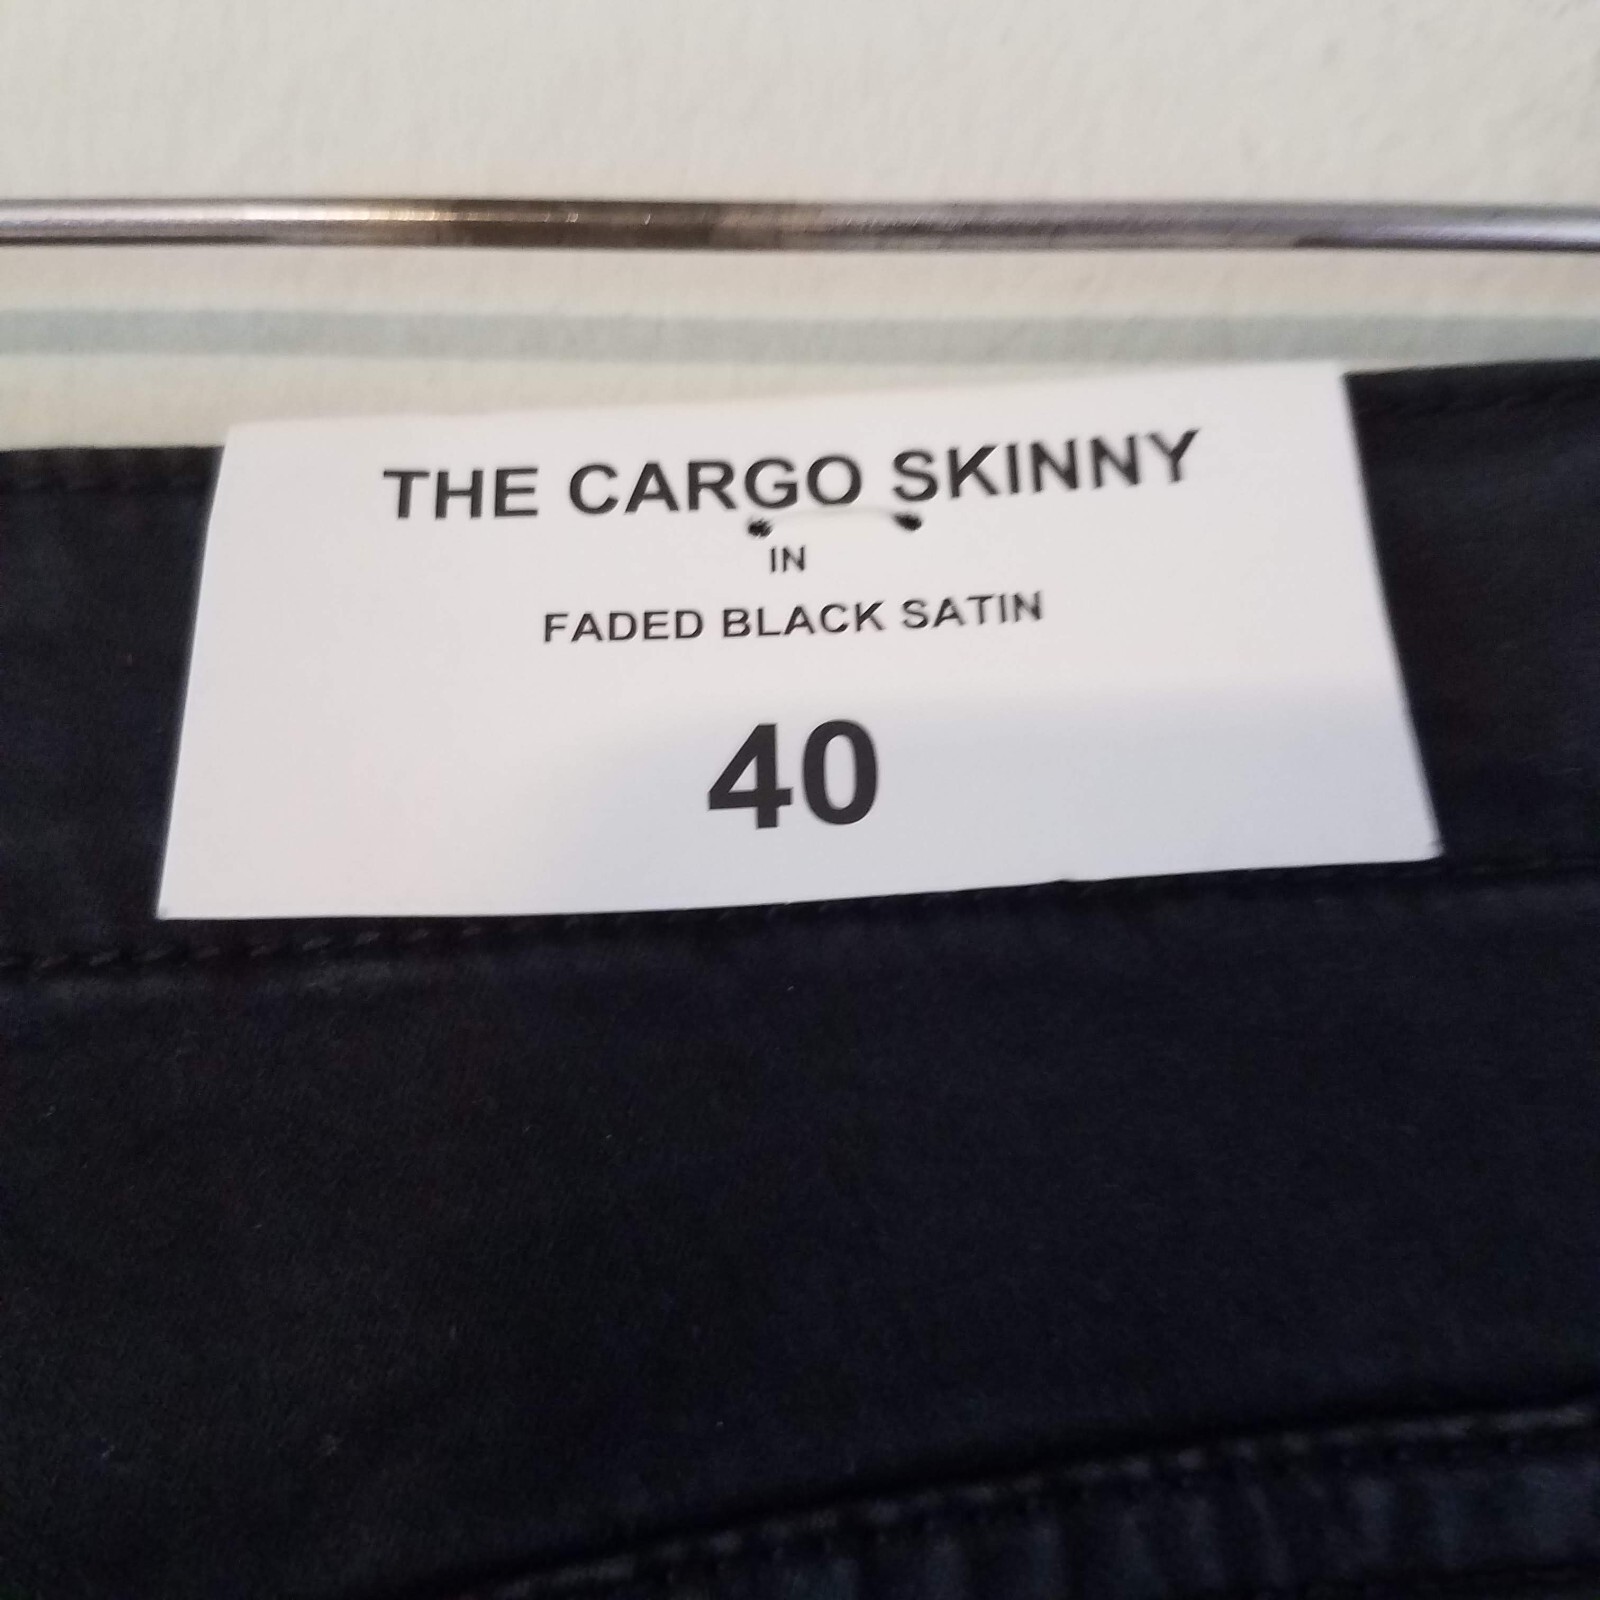 THE CARGO SKINNY
IN
FADED BLACK SATIN
40